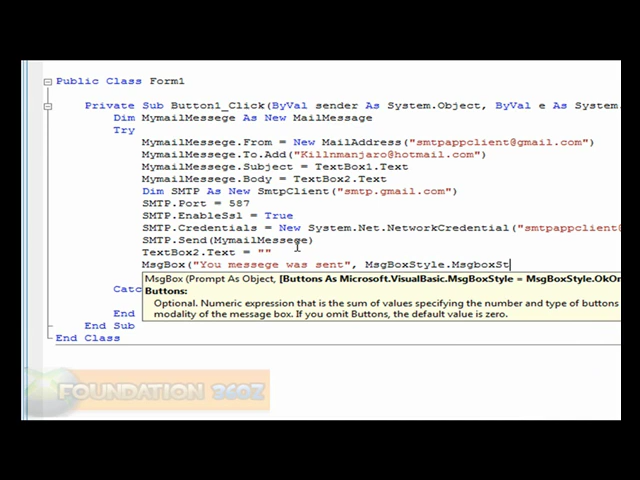 Public Class Form1
Private Sub Button1_Click(ByVal sender As System.Object, ByVal e As System.
Dim MymailMessege As New MailMessage
Try
MymailMessege.From = New MailAddress("smtpappclient@gmail.com")
MymailMessege.To.Add("Killnmanjaro@hotmail.com")
MymailMessege.Subject = TextBox1.Text
MymailMessege.Body = TextBox2.Text
Dim SMTP As New SmtpClient("smtp.gmail.com")
SMTP.Port = 587
SMTP.EnableSsl = True
SMTP.Credentials = New System.Net.NetworkCredential("smtpappclient@
SMTP.Send(MymailMessege)
TextBox2.Text = ""
MsgBox("You messege was sent", MsgBoxStyle.MsgboxSt
MsgBox (Prompt As Object, [Buttons As Microsoft.VisualBasic.MsgBoxStyle = MsgBoxStyle.OkOn
Buttons:
Catc
Optional. Numeric expression that is the sum of values specifying the number and type of buttons
End
modality of the message box. If you omit Buttons, the default value is zero.
End Sub
End Class
FOUNDATION 360Z